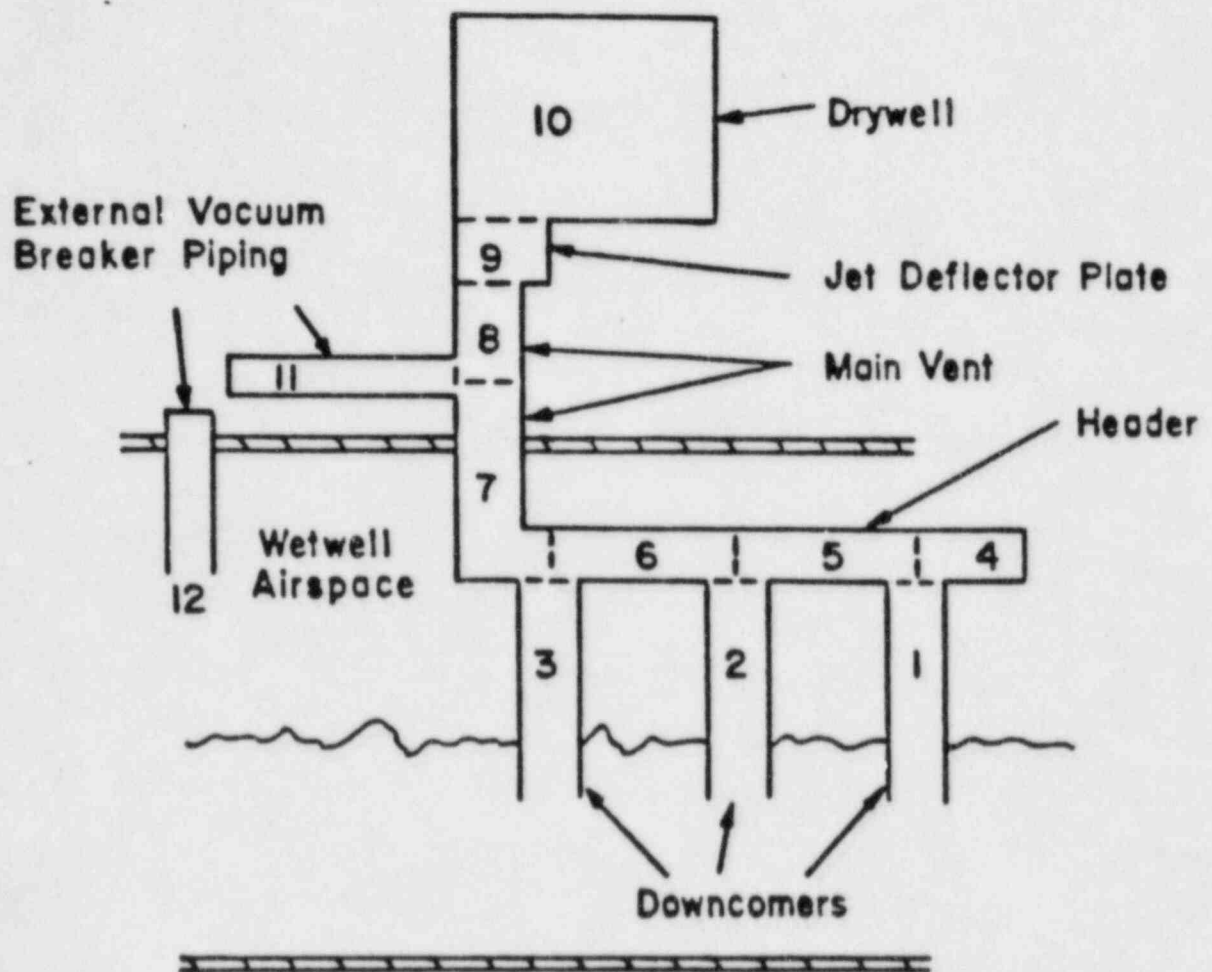 10
Drywell
External Vacuum
Breaker Piping
9
Jet Deflector Plate
8
Main Vent
11
Header
7
Wetwell
Airspace
12
6
5
4
3
2
1
Downcomers